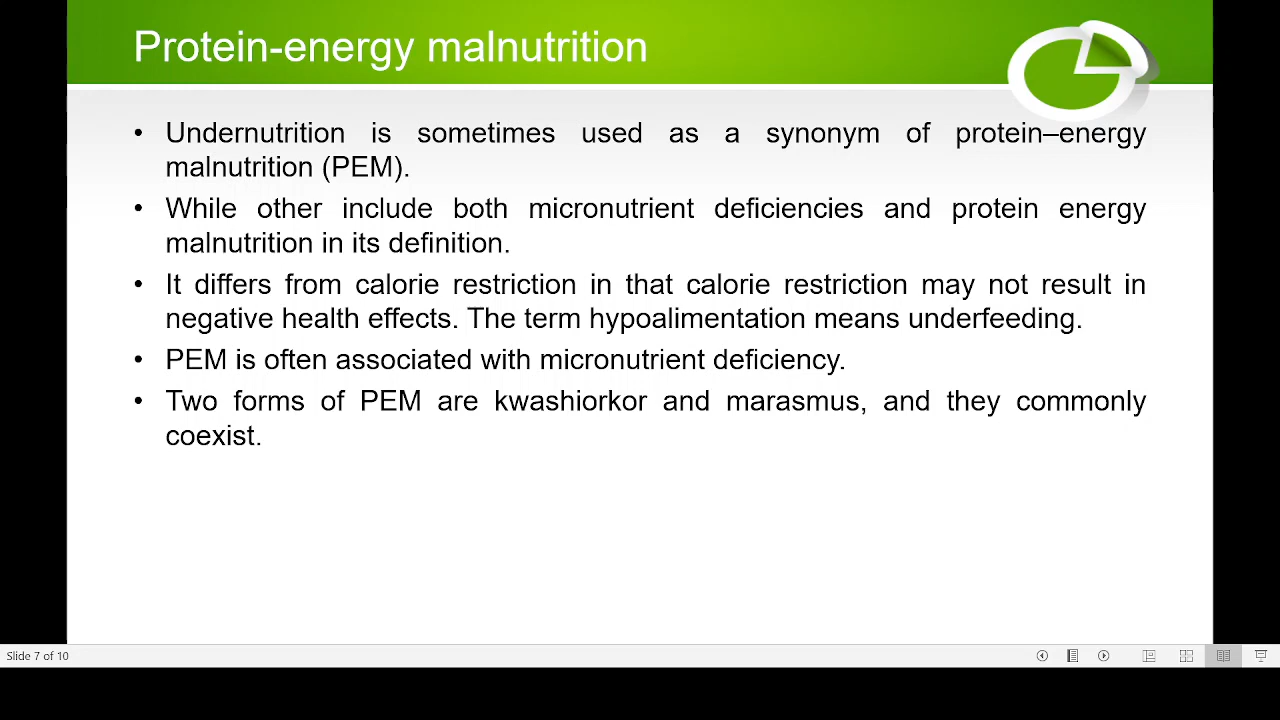 Protein-energy malnutrition
• Undernutrition is sometimes used as a synonym of protein–energy
malnutrition (PEM).
• While other include both micronutrient deficiencies and protein energy
malnutrition in its definition.
• It differs from calorie restriction in that calorie restriction may not result in
negative health effects. The term hypoalimentation means underfeeding.
• PEM is often associated with micronutrient deficiency.
• Two forms of PEM are kwashiorkor and marasmus, and they commonly
coexist.
Slide 7 of 10